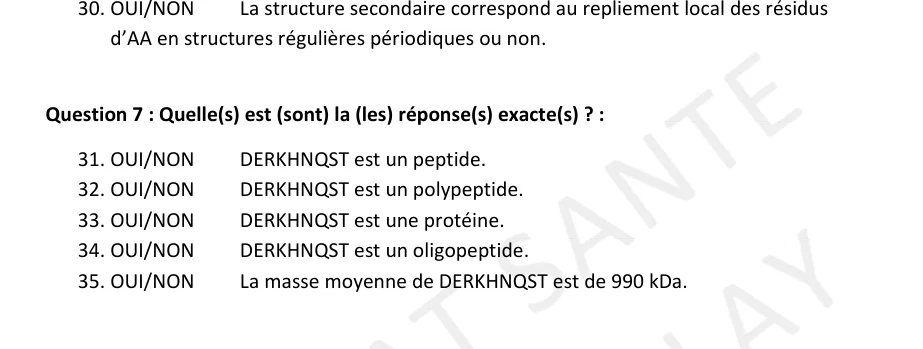 30. OUI/NON La structure secondaire correspond au repliement local des résidus
d’AA en structures régulières périodiques ou non.
Question 7 : Quelle(s) est (sont) la (les) réponse(s) exacte(s) ? :
31. OUI/NON DERKHNQST est un peptide.
32. OUI/NON DERKHNQST est un polypeptide.
33. OUI/NON DERKHNQST est une protéine.
34. OUI/NON DERKHNQST est un oligopeptide.
35. OUI/NON La masse moyenne de DERKHNQST est de 990 kDa.
AT SANTE
LAY